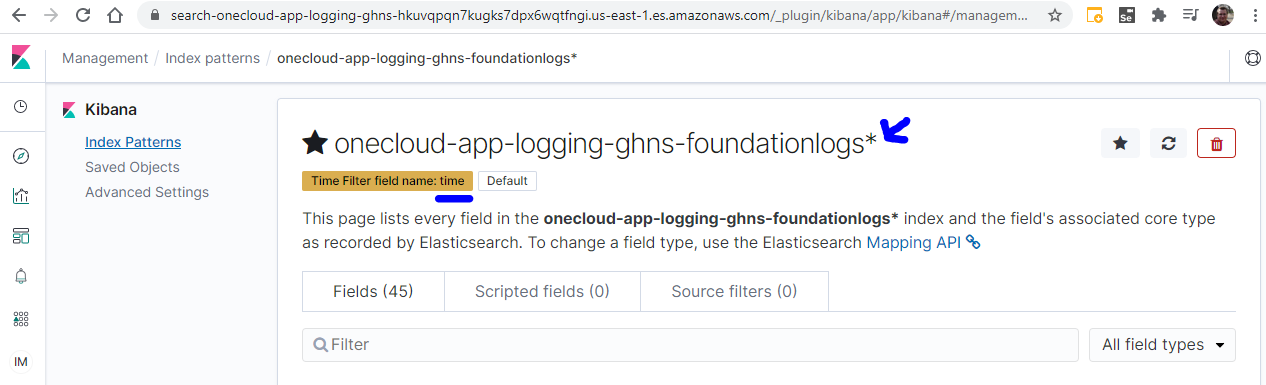 search-onecloud-app-logging-ghns-hkuvqpqn7kugks7dpx6wqtfngi.us-east-1.es.amazonaws.com/_plugin/kibana/app/kibana#/managem...
Se
Management / Index patterns / onecloud-app-logging-ghns-foundationlogs*
Kibana
Index Patterns
Saved Objects
Advanced Settings
IM
onecloud-app-logging-ghns-foundationlogs*
Time Filter field name: time
Default
This page lists every field in the onecloud-app-logging-ghns-foundationlogs* index and the field's associated core type
as recorded by Elasticsearch. To change a field type, use the Elasticsearch Mapping API
Fields (45)
Scripted fields (0)
Source filters (0)
Filter
All field types